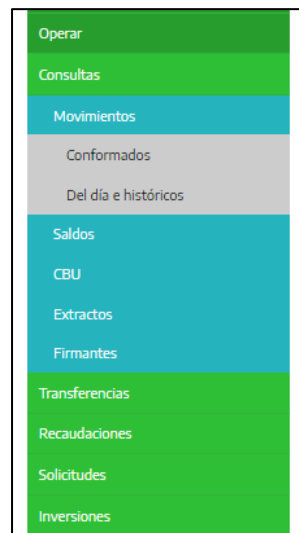 Operar
Consultas
Movimientos
Conformados
Del día e históricos
Saldos
CBU
Extractos
Firmantes
Transferencias
Recaudaciones
Solicitudes
Inversiones